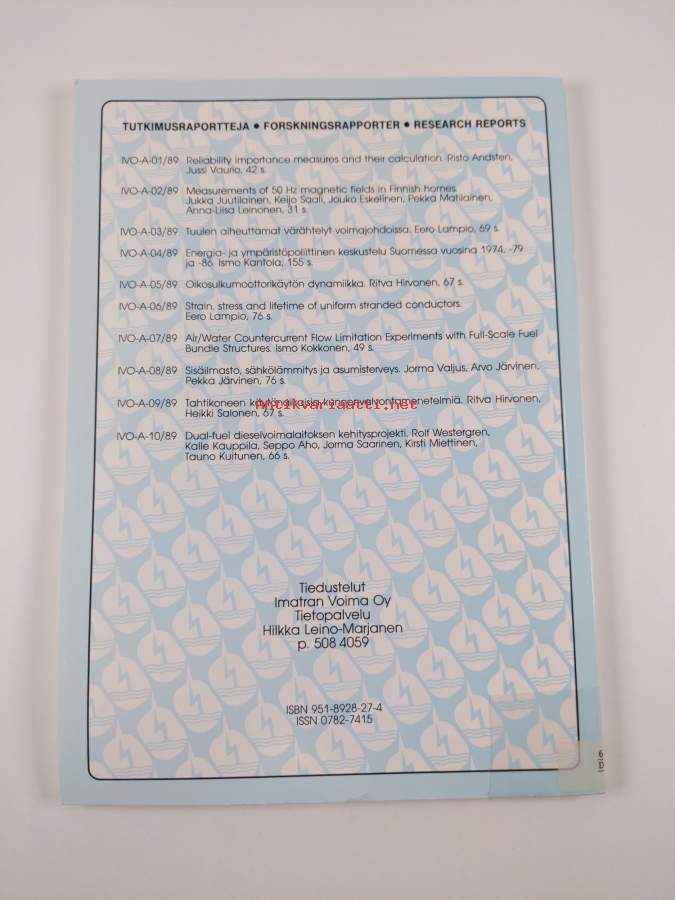 TUTKIMUSRAPORTTEJA • FORSKNINGSRAPPORTER • RESEARCH REPORTS
IVO-A-01/89 Reliability importance measures and their calculation. Risto Andsten,
Jussi Vaurio, 42 s.
IVO-A-02/89 Measurements of 50 Hz magnetic fields in Finnish homes.
Jukka Juutilainen, Keijo Saali, Jouko Eskelinen, Pekka Matilainen,
Anna-Liisa Leinonen, 31 s.
IVO-A-03/89 Tuulen aiheuttamat värähtelyt voimajohdoissa. Eero Lampio, 69 s.
IVO-A-04/89 Energia- ja ympäristöpoliittinen keskustelu Suomessa vuosina 1974, -79
ja -86. Ismo Kantola, 155 s.
IVO-A-05/89 Oikosulkumoottorikäytön dynamiikka. Ritva Hirvonen, 67 s.
IVO-A-06/89 Strain, stress and lifetime of uniform stranded conductors.
Eero Lampio, 76 s.
IVO-A-07/89 Air/Water Countercurrent Flow Limitation Experiments with Full-Scale Fuel
Bundle Structures. Ismo Kokkonen, 49 s.
IVO-A-08/89 Sisäilmasto, sähkölämmitys ja asumisterveys. Jorma Valjus, Arvo Järvinen,
Pekka Järvinen, 76 s.
IVO-A-09/89 Tahtikoneen käytönaikaisia kunnonvalvontamenetelmiä. Ritva Hirvonen,
Antikvariaatti.net
Heikki Salonen, 67 s.
IVO-A-10/89 Dual-fuel dieselvoimalaitoksen kehitysprojekti. Rolf Westergren,
Kalle Kauppila, Seppo Aho, Jorma Saarinen, Kirsti Miettinen,
Tauno Kuitunen, 66 s.
Tiedustelut
Imatran Voima Oy
Tietopalvelu
Hilkka Leino-Marjanen
p. 508 4059
ISBN 951-8928-27-4
ISSN 0782-7415